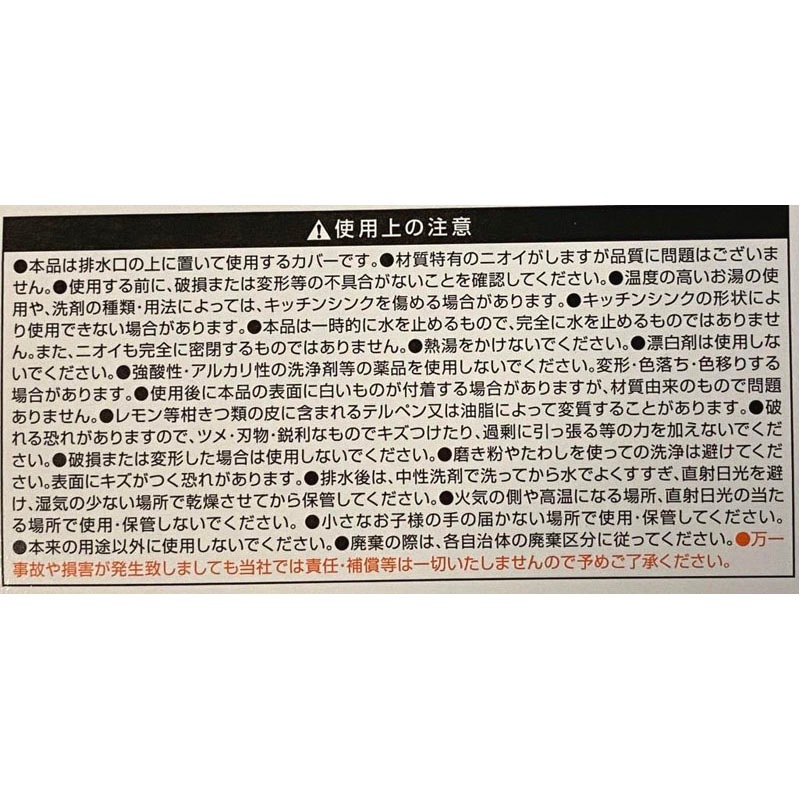 ⚠使用上の注意
●本品は排水口の上に置いて使用するカバーです。●材質特有のニオイがしますが品質に問題はございま
せん。●使用する前に、破損または変形等の不具合がないことを確認してください。●温度の高いお湯の使
用や、洗剤の種類・用法によっては、キッチンシンクを傷める場合があります。●キッチンシンクの形状によ
り使用できない場合があります。●本品は一時的に水を止めるもので、完全に水を止めるものではありませ
ん。また、ニオイも完全に密閉するものではありません。●熱湯をかけないでください。●漂白剤は使用しな
いでください。●強酸性・アルカリ性の洗浄剤等の薬品を使用しないでください。変形・色落ち・色移りする
場合があります。●使用後に本品の表面に白いものが付着する場合がありますが、材質由来のもので問題
ありません。●レモン等柑きつ類の皮に含まれるテルペン又は油脂によって変質することがあります。●破
れる恐れがありますので、ツメ・刃物・鋭利なものでキズつけたり、過剰に引っ張る等の力を加えないでくだ
さい。●破損または変形した場合は使用しないでください。●磨き粉やたわしを使っての洗浄は避けてくだ
さい。表面にキズがつく恐れがあります。●排水後は、中性洗剤で洗ってから水でよくすすぎ、直射日光を避
け、湿気の少ない場所で乾燥させてから保管してください。●火気の側や高温になる場所、直射日光の当た
る場所で使用・保管しないでください。●小さなお子様の手の届かない場所で使用・保管してください。
●本来の用途以外に使用しないでください。●廃棄の際は、各自治体の廃棄区分に従ってください。●万一
事故や損害が発生致しましても当社では責任・補償等は一切いたしませんので予めご了承ください。